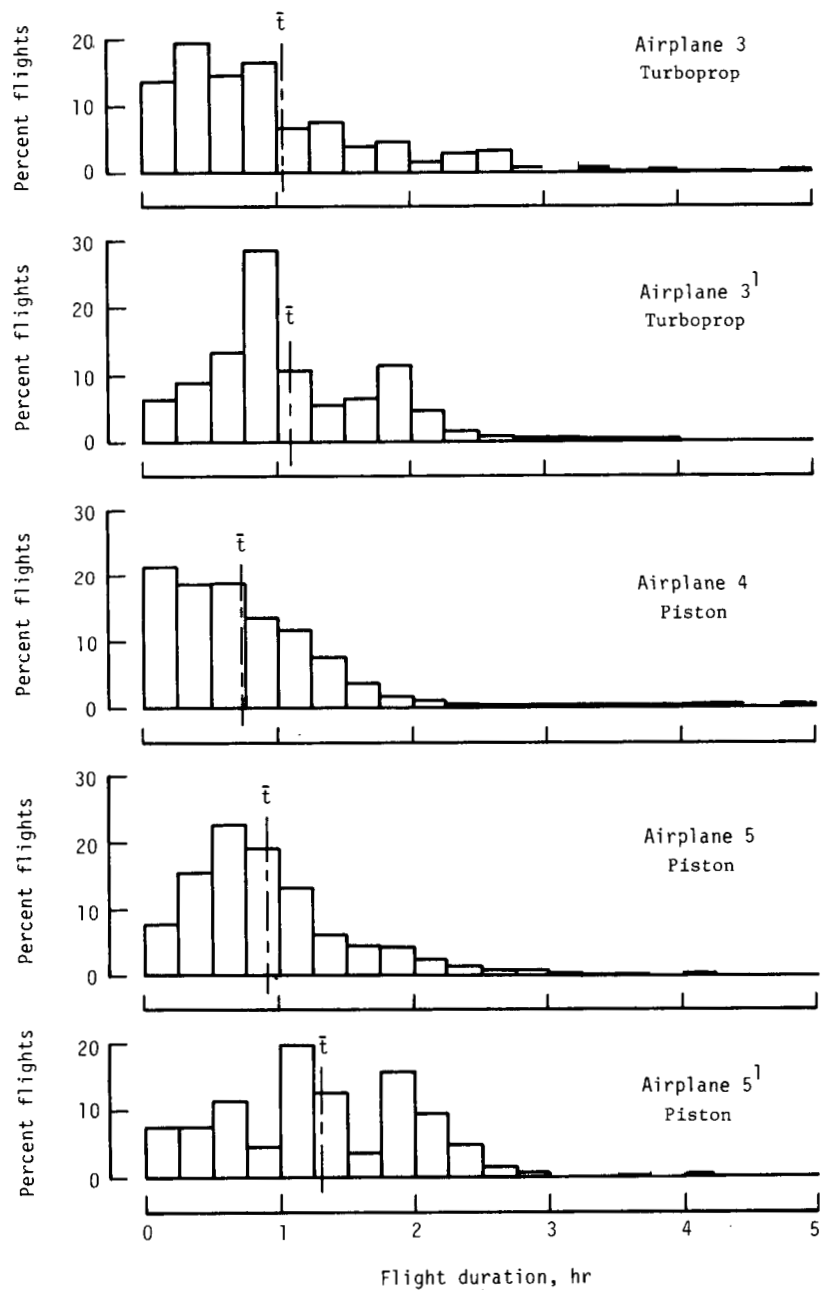 Percent flights
20
10
0
t̄
Airplane 3
Turboprop
Percent flights
30
20
10
0
t̄
Airplane 3¹
Turboprop
Percent flights
30
20
10
0
t̄
Airplane 4
Piston
Percent flights
30
20
10
0
t̄
Airplane 5
Piston
Percent flights
20
10
0
t̄
Airplane 5¹
Piston
0 1 2 3 4 5
Flight duration, hr